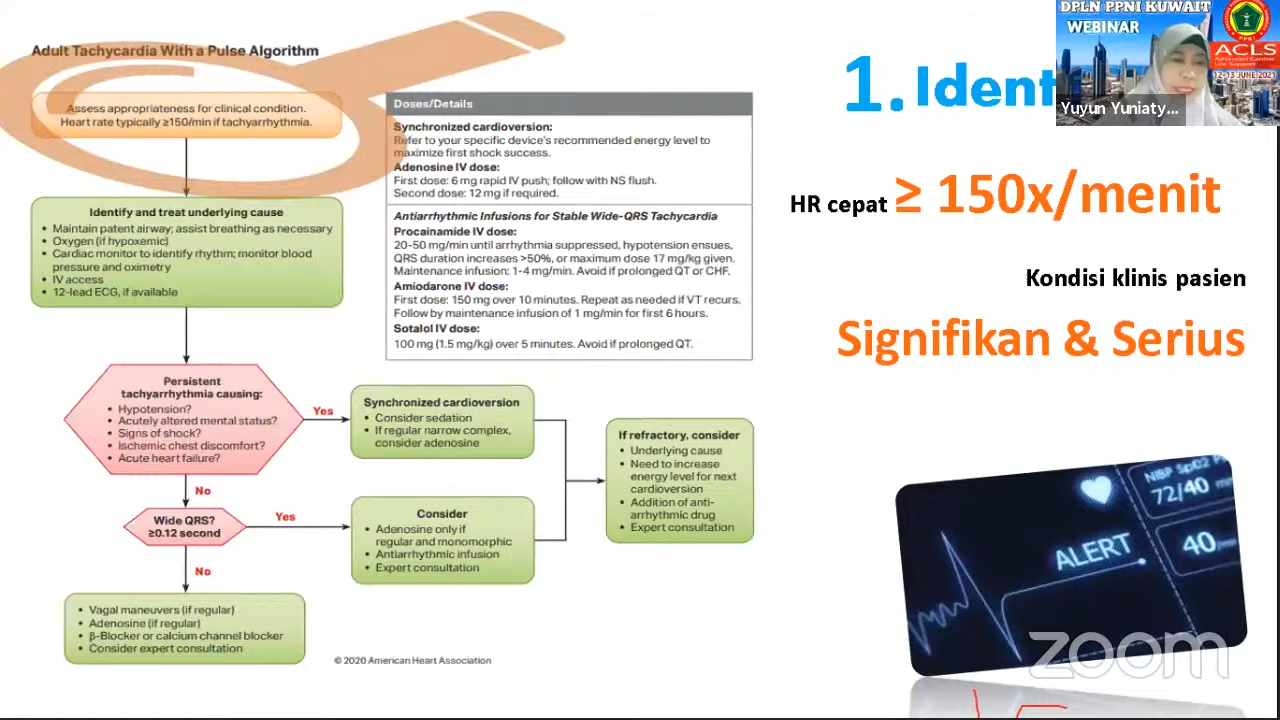 Adult Tachycardia With a Pulse Algorithm
Assess appropriateness for clinical condition.
Heart rate typically ≥150/min if tachyarrhythmia.
Identify and treat underlying cause
• Maintain patent airway; assist breathing as necessary
• Oxygen (if hypoxemic)
• Cardiac monitor to identify rhythm; monitor blood
pressure and oximetry
• IV access
• 12-lead ECG, if available
Persistent
tachyarrhythmia causing:
• Hypotension?
• Acutely altered mental status?
• Signs of shock?
• Ischemic chest discomfort?
• Acute heart failure?
Yes
Synchronized cardioversion
• Consider sedation
• If regular narrow complex,
consider adenosine
If refractory, consider
• Underlying cause
• Need to increase
energy level for next
cardioversion
• Addition of anti-
arrhythmic drug
• Expert consultation
No
Wide QRS?
≥0.12 second
Yes
Consider
• Adenosine only if
regular and monomorphic
• Antiarrhythmic infusion
• Expert consultation
No
• Vagal maneuvers (if regular)
• Adenosine (if regular)
• β-Blocker or calcium channel blocker
• Consider expert consultation
© 2020 American Heart Association
Doses/Details
Synchronized cardioversion:
Refer to your specific device's recommended energy level to
maximize first shock success.
Adenosine IV dose:
First dose: 6 mg rapid IV push; follow with NS flush.
Second dose: 12 mg if required.
Antiarrhythmic Infusions for Stable Wide-QRS Tachycardia
Procainamide IV dose:
20-50 mg/min until arrhythmia suppressed, hypotension ensues,
QRS duration increases >50%, or maximum dose 17 mg/kg given.
Maintenance infusion: 1-4 mg/min. Avoid if prolonged QT or CHF.
Amiodarone IV dose:
First dose: 150 mg over 10 minutes. Repeat as needed if VT recurs.
Follow by maintenance infusion of 1 mg/min for first 6 hours.
Sotalol IV dose:
100 mg (1.5 mg/kg) over 5 minutes. Avoid if prolonged QT.
1. Ident
HR cepat ≥ 150x/menit
Kondisi klinis pasien
Signifikan & Serius
DPLN PPNI KUWAIT
WEBINAR
PPNI
ACLS
Advanced Cardiac
Life Support
12-13 JUNE 2021
Yuyun Yuniaty...
NBP SpO2
72/40
ALERT
40/
zoom